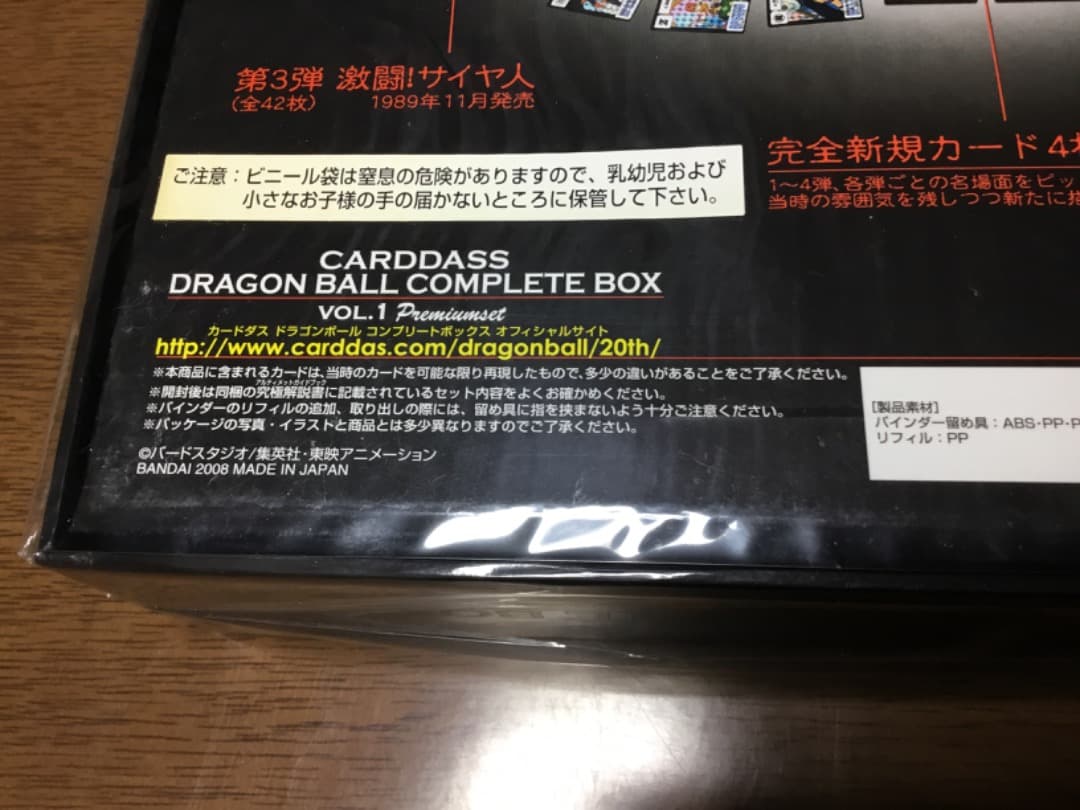 第3弾 激闘!サイヤ人
(全42枚) 1989年11月発売
完全新規カード4
1〜4弾、各弾ごとの名場面をピッ
当時の雰囲気を残しつつ新たに描
ご注意：ビニール袋は窒息の危険がありますので、乳幼児および
小さなお子様の手の届かないところに保管して下さい。
CARDDASS
DRAGON BALL COMPLETE BOX
VOL.1 Premiumset
カードダス ドラゴンボール コンプリートボックス オフィシャルサイト
http://www.carddas.com/dragonball/20th/
※本商品に含まれるカードは、当時のカードを可能な限り再現したもので、多少の違いがあることをご了承ください。
アルティメットガイドブック
※開封後は同梱の究極解説書に記載されているセット内容をよくお確かめください。
※バインダーのリフィルの追加、取り出しの際には、留め具に指を挟まないよう十分ご注意ください。
※パッケージの写真・イラストと商品とは多少異なりますのでご了承ください。
©バードスタジオ/集英社・東映アニメーション
BANDAI 2008 MADE IN JAPAN
[製品素材]
バインダー留め具：ABS・PP・P
リフィル：PP